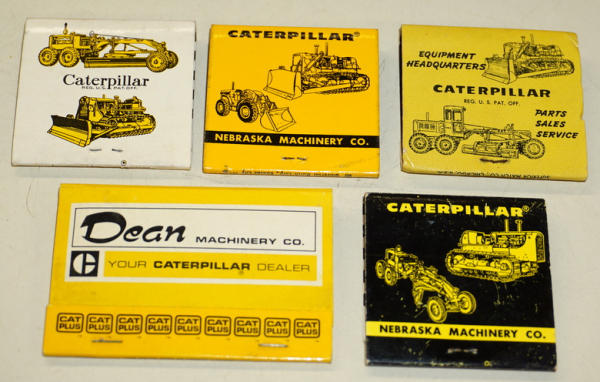 Caterpillar
REG. U.S. PAT. OFF.
CATERPILLAR®
NEBRASKA MACHINERY CO.
EQUIPMENT
HEADQUARTERS
CATERPILLAR
REG. U. S. PAT. OFF.
PARTS
SALES
SERVICE
Dean MACHINERY CO.
C YOUR CATERPILLAR DEALER
CAT PLUS CAT PLUS CAT PLUS CAT PLUS CAT PLUS CAT PLUS CAT PLUS CAT PLUS CAT PLUS
CATERPILLAR®
NEBRASKA MACHINERY CO.